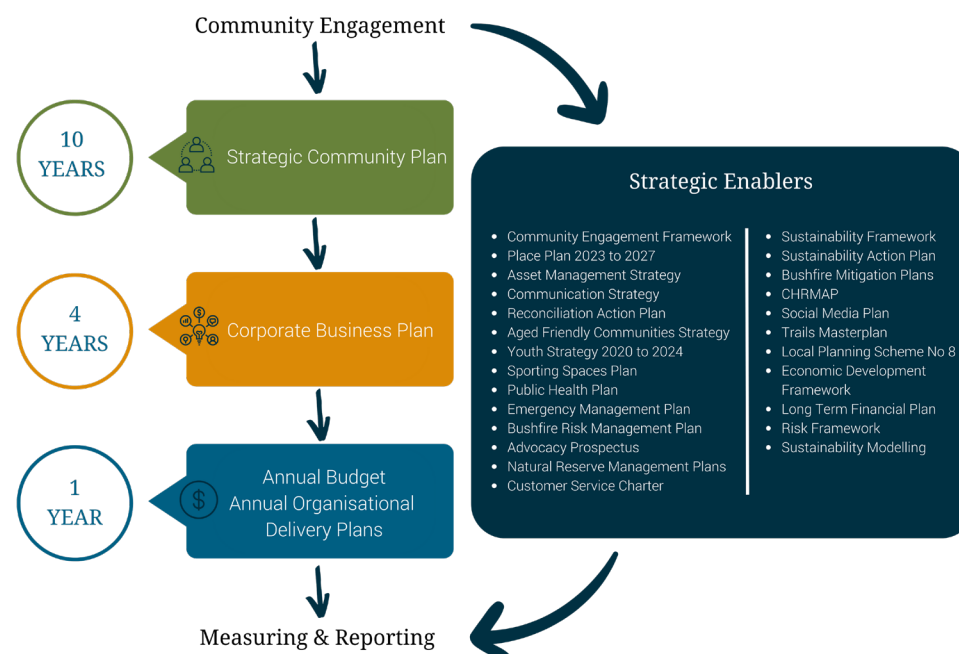 Community Engagement
10
YEARS
Strategic Community Plan
4
YEARS
Corporate Business Plan
1
YEAR
Annual Budget
Annual Organisational
Delivery Plans
Measuring & Reporting
Strategic Enablers
Community Engagement Framework
Place Plan 2023 to 2027
Asset Management Strategy
Communication Strategy
Reconciliation Action Plan
Aged Friendly Communities Strategy
Youth Strategy 2020 to 2024
Sporting Spaces Plan
Public Health Plan
Emergency Management Plan
Bushfire Risk Management Plan
Advocacy Prospectus
Natural Reserve Management Plans
Customer Service Charter
Sustainability Framework
Sustainability Action Plan
Bushfire Mitigation Plans
CHRMAP
Social Media Plan
Trails Masterplan
Local Planning Scheme No 8
Economic Development
Framework
Long Term Financial Plan
Risk Framework
Sustainability Modelling